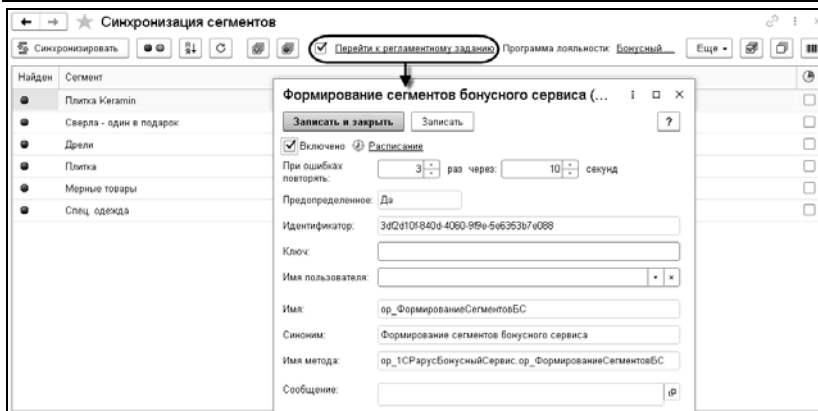 Синхронизация сегментов
Синхронизировать Перейти к регламентному заданию Программа лояльности: Бонусный.... Еще
Найден Сегмент
Плитка Keramin
Сверла - один в подарок
Дрели
Плитка
Мерные товары
Спец. одежда
Формирование сегментов бонусного сервиса (...
Записать и закрыть Записать ?
Включено Расписание
При ошибках повторять: 3 раз через: 10 секунд
Предопределенное: Да
Идентификатор: 3df2d10f-840d-4060-9f9e-5e6353b7e088
Ключ:
Имя пользователя:
Имя: ор_ФормированиеСегментовБС
Синоним: Формирование сегментов бонусного сервиса
Имя метода: ор_1СРарусБонусныйСервис.ор_ФормированиеСегментовБС
Сообщение: